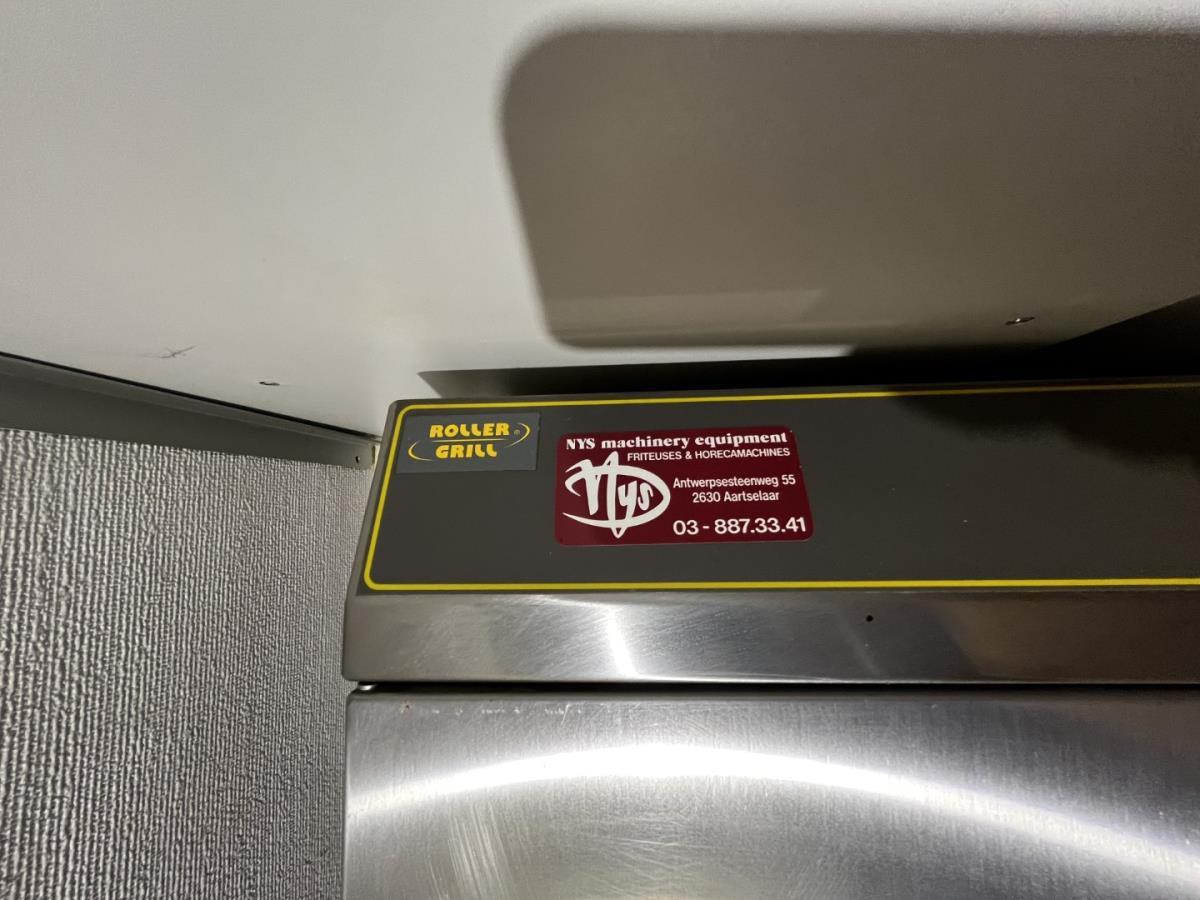 ROLLER ®
GRILL
NYS machinery equipment
FRITEUSES & HORECAMACHINES
Nys
Antwerpsesteenweg 55
2630 Aartselaar
03 - 887.33.41